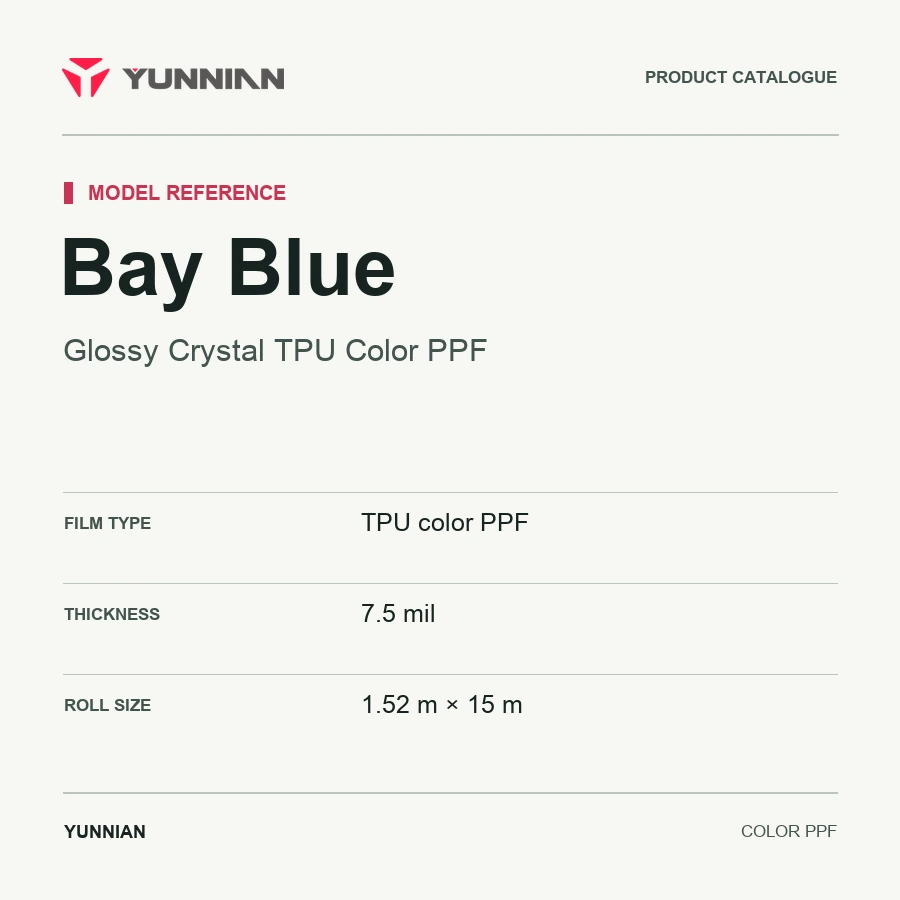 YUNNIAN
PRODUCT CATALOGUE
MODEL REFERENCE
Bay Blue
Glossy Crystal TPU Color PPF
FILM TYPE
TPU color PPF
THICKNESS
7.5 mil
ROLL SIZE
1.52 m × 15 m
YUNNIAN
COLOR PPF